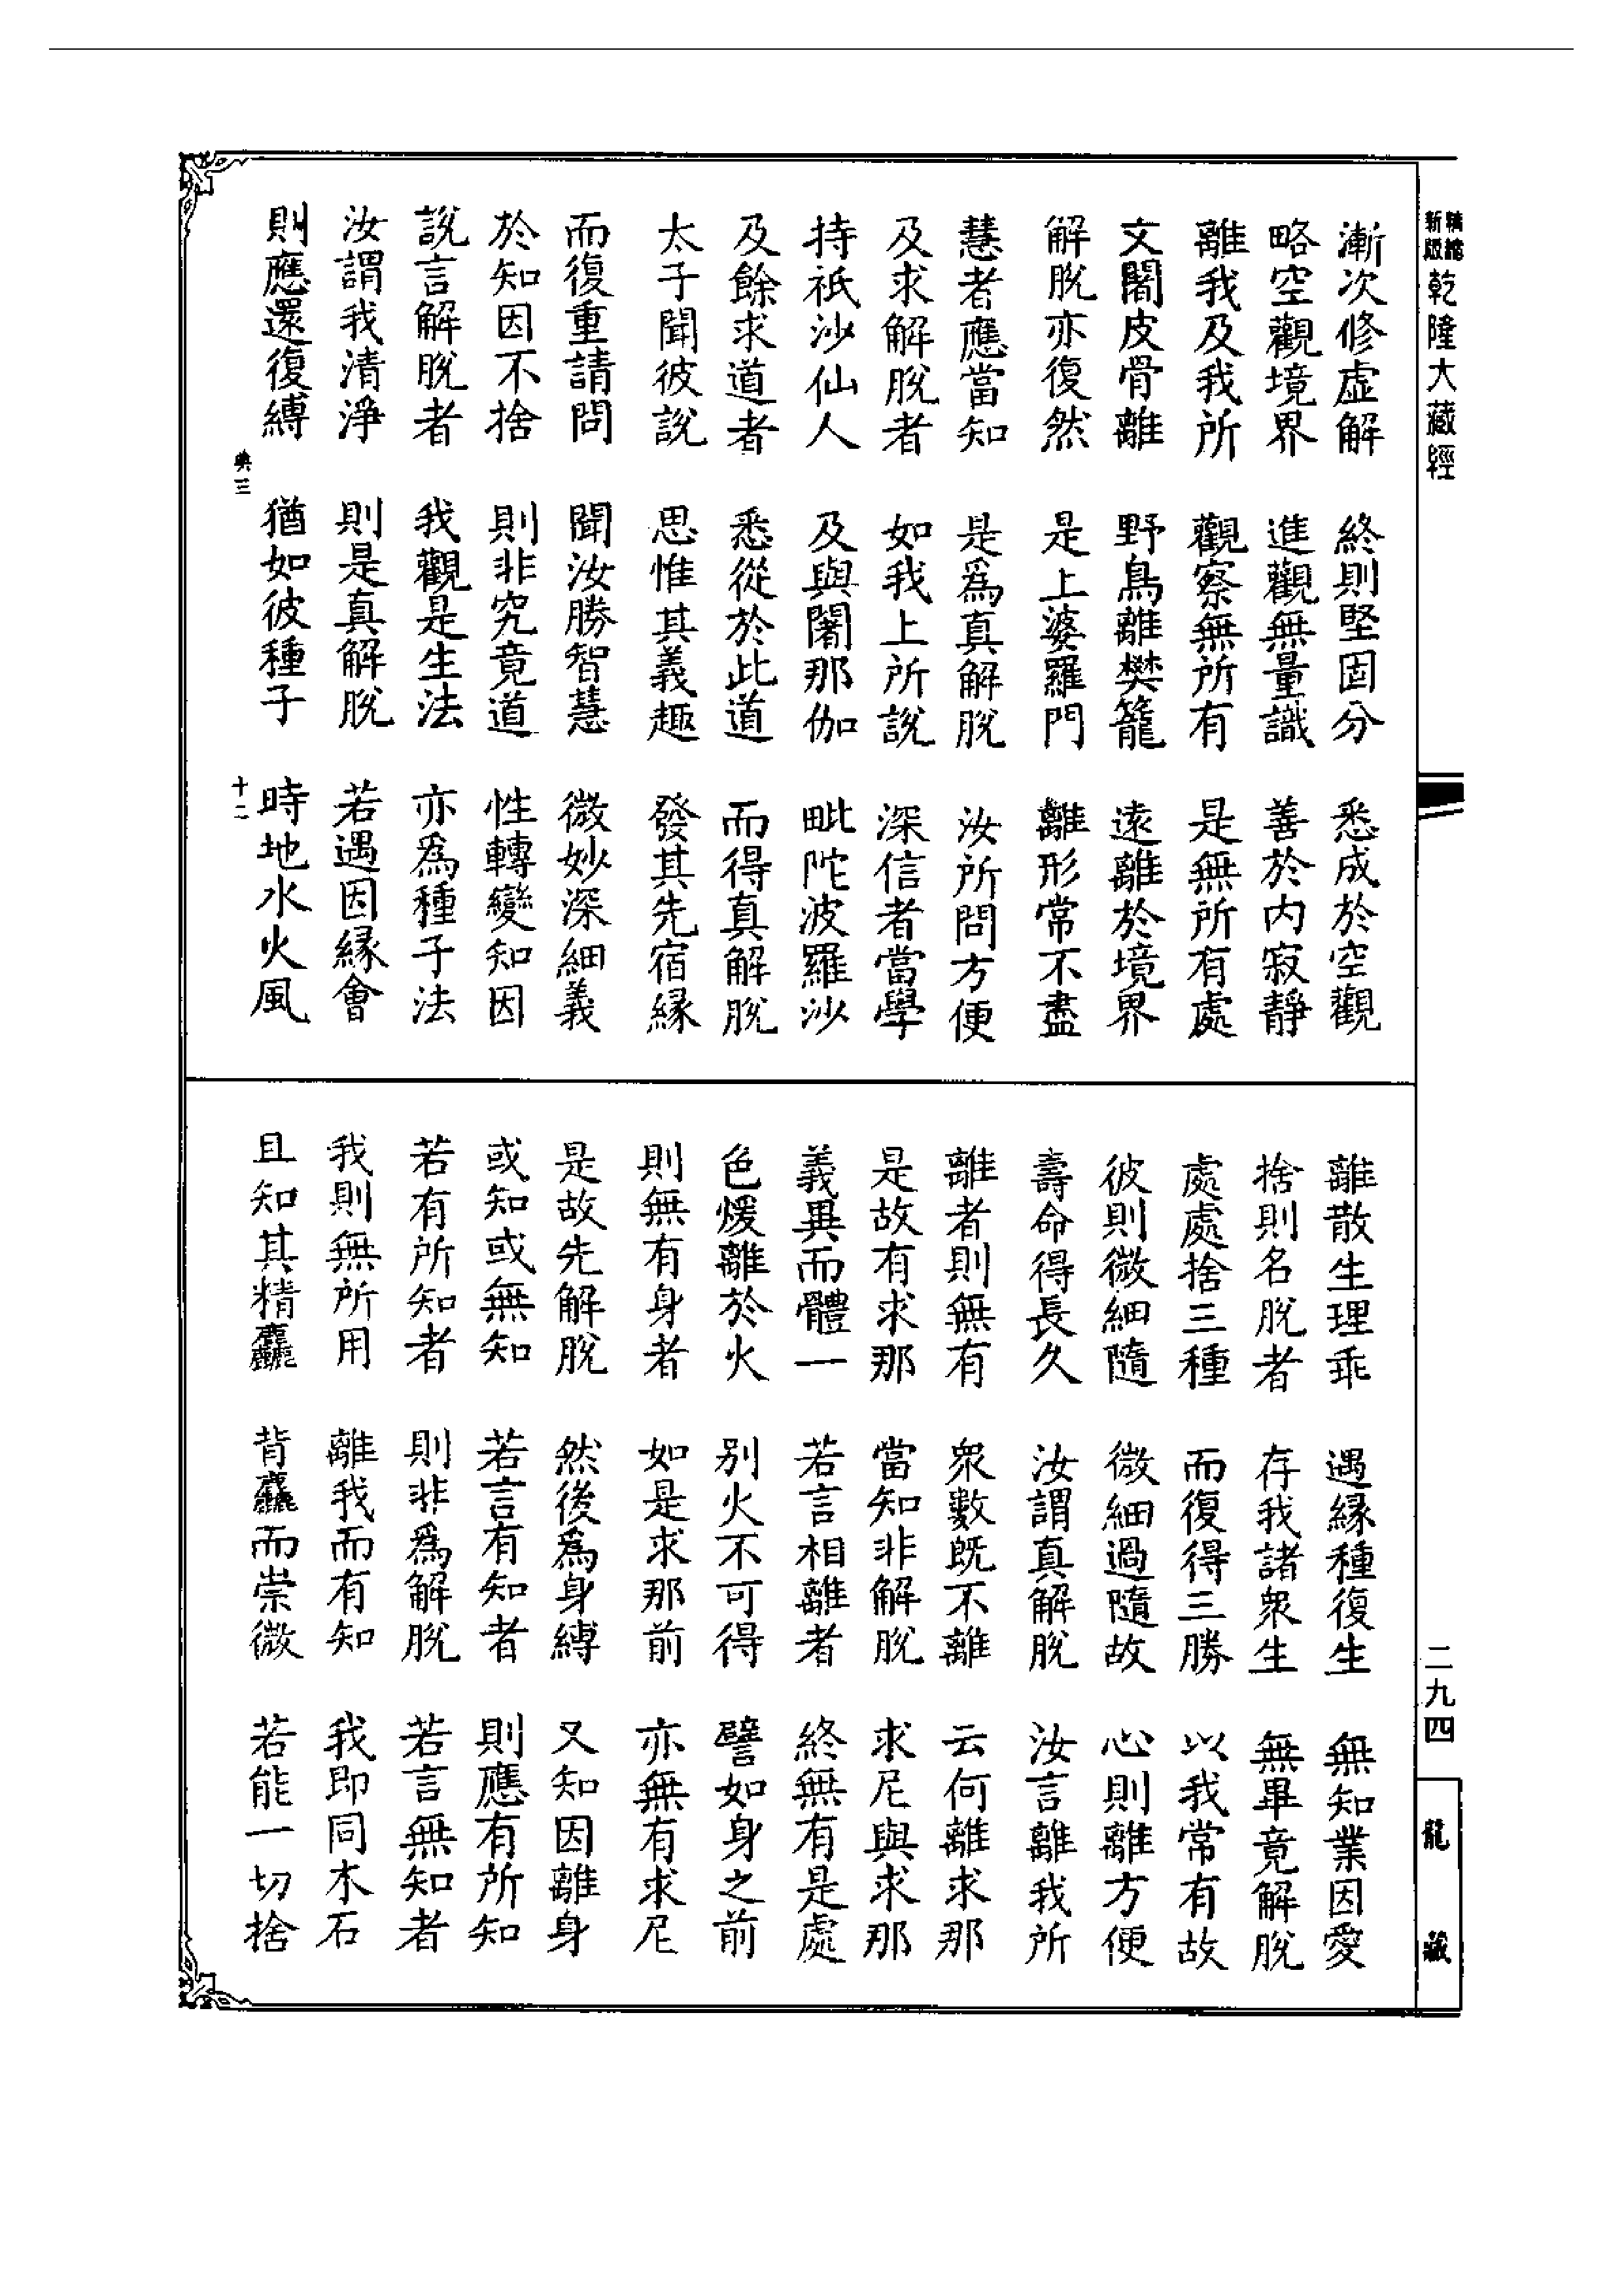 精縮新版乾隆大藏經
漸次修虛解　終則堅固分　悉成於空觀
略空觀境界　進觀無量識　善於內寂靜
離我及我所　觀察無所有　是無所有處
文闍皮骨離　野鳥離樊籠　遠離於境界
解脫亦復然　是上婆羅門　離形常不盡
慧者應當知　是爲真解脫　汝所問方便
及求解脫者　如我上所說　深信者當學
持祇沙仙人　及與闍那伽　毗陀波羅沙
及餘求道者　悉從於此道　而得真解脫
太子聞彼說　思惟其義趣　發其先宿緣
而復重請問　聞汝勝智慧　微妙深細義
於知因不捨　則非究竟道　性轉變知因
說言解脫者　我觀是生法　亦爲種子法
汝謂我清淨　則是真解脫　若遇因緣會
則應還復縛　猶如彼種子　時地水火風
典三　十二
離散生理乖　遇緣種復生　無知業因愛
捨則名脫者　存我諸衆生　無畢竟解脫
處處捨三種　而復得三勝　以我常有故
彼則微細隨　微細過隨故　心則離方便
壽命得長久　汝謂真解脫　汝言離我所
離者則無有　衆數既不離　云何離求那
是故有求那　當知非解脫　求尼與求那
義異而體一　若言相離者　終無有是處
色煖離於火　別火不可得　譬如身之前
則無有身者　如是求那前　亦無有求尼
是故先解脫　然後爲身縛　又知因離身
或知或無知　若言有知者　則應有所知
若有所知者　則非爲解脫　若言無知者
我則無所用　離我而有知　我即同木石
且知其精麤　背麤而崇微　若能一切捨
二九四
龍藏